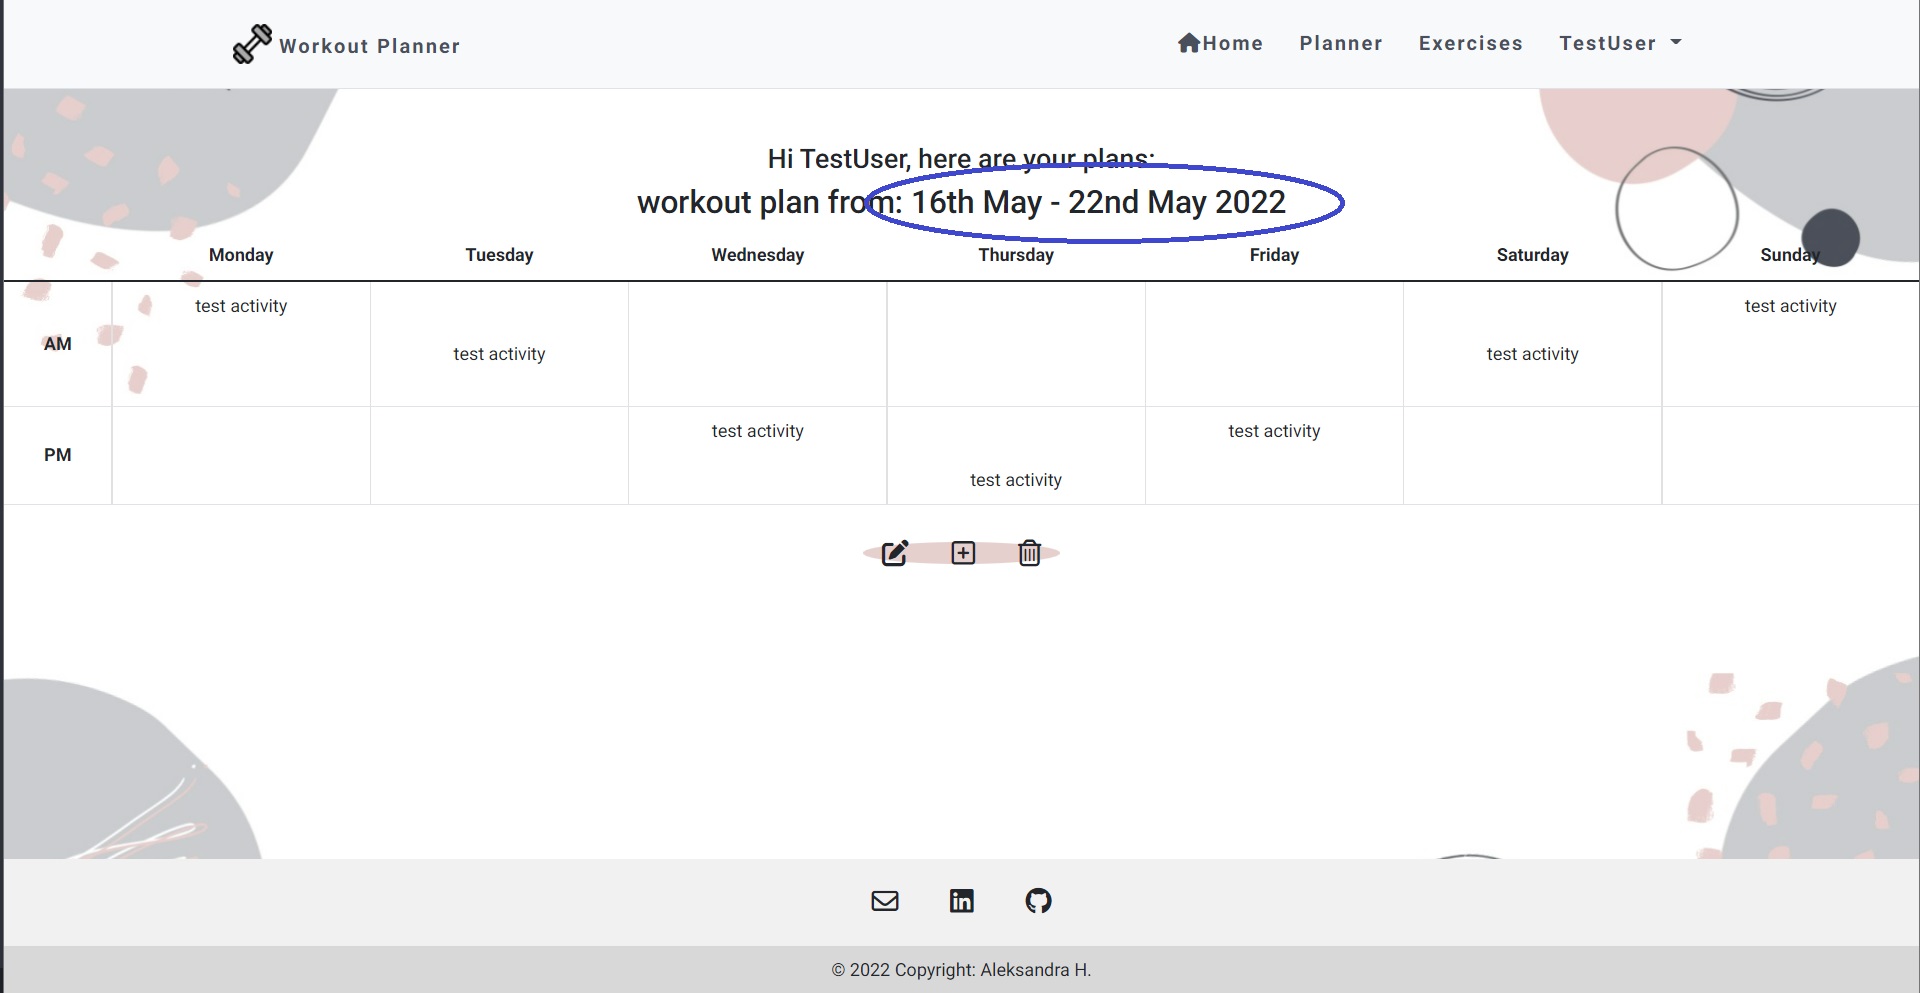 Workout Planner
Home Planner Exercises TestUser
Hi TestUser, here are your plans:
workout plan from: 16th May - 22nd May 2022
Monday Tuesday Wednesday Thursday Friday Saturday Sunday
test activity test activity
AM
test activity test activity
test activity test activity
PM
test activity
© 2022 Copyright: Aleksandra H.